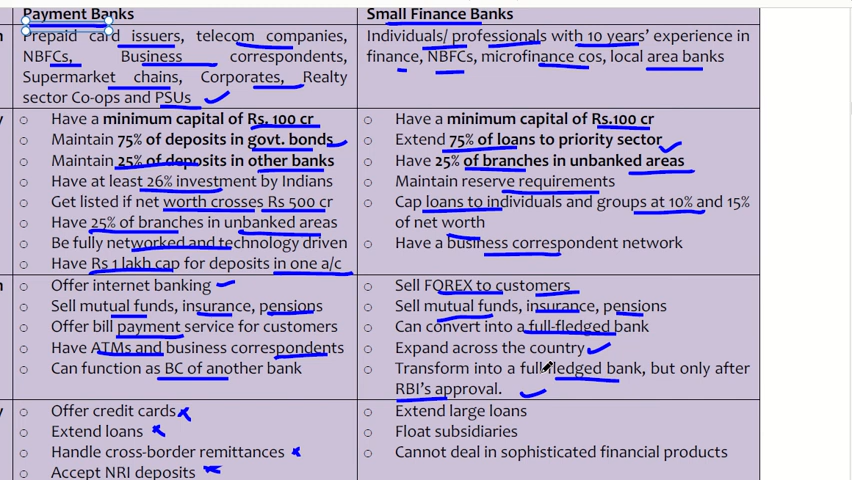 Payment Banks
Small Finance Banks
Prepaid card issuers, telecom companies,
NBFCs, Business correspondents,
Supermarket chains, Corporates, Realty
sector Co-ops and PSUs
Individuals/ professionals with 10 years' experience in
finance, NBFCs, microfinance cos, local area banks
○ Have a minimum capital of Rs. 100 cr
○ Maintain 75% of deposits in govt. bonds
○ Maintain 25% of deposits in other banks
○ Have at least 26% investment by Indians
○ Get listed if net worth crosses Rs 500 cr
○ Have 25% of branches in unbanked areas
○ Be fully networked and technology driven
○ Have Rs 1 lakh cap for deposits in one a/c
○ Have a minimum capital of Rs.100 cr
○ Extend 75% of loans to priority sector
○ Have 25% of branches in unbanked areas
○ Maintain reserve requirements
○ Cap loans to individuals and groups at 10% and 15%
of net worth
○ Have a business correspondent network
○ Offer internet banking
○ Sell mutual funds, insurance, pensions
○ Offer bill payment service for customers
○ Have ATMs and business correspondents
○ Can function as BC of another bank
○ Sell FOREX to customers
○ Sell mutual funds, insurance, pensions
○ Can convert into a full-fledged bank
○ Expand across the country
○ Transform into a full-fledged bank, but only after
RBI's approval.
○ Offer credit cards
○ Extend loans
○ Handle cross-border remittances
○ Accept NRI deposits
○ Extend large loans
○ Float subsidiaries
○ Cannot deal in sophisticated financial products